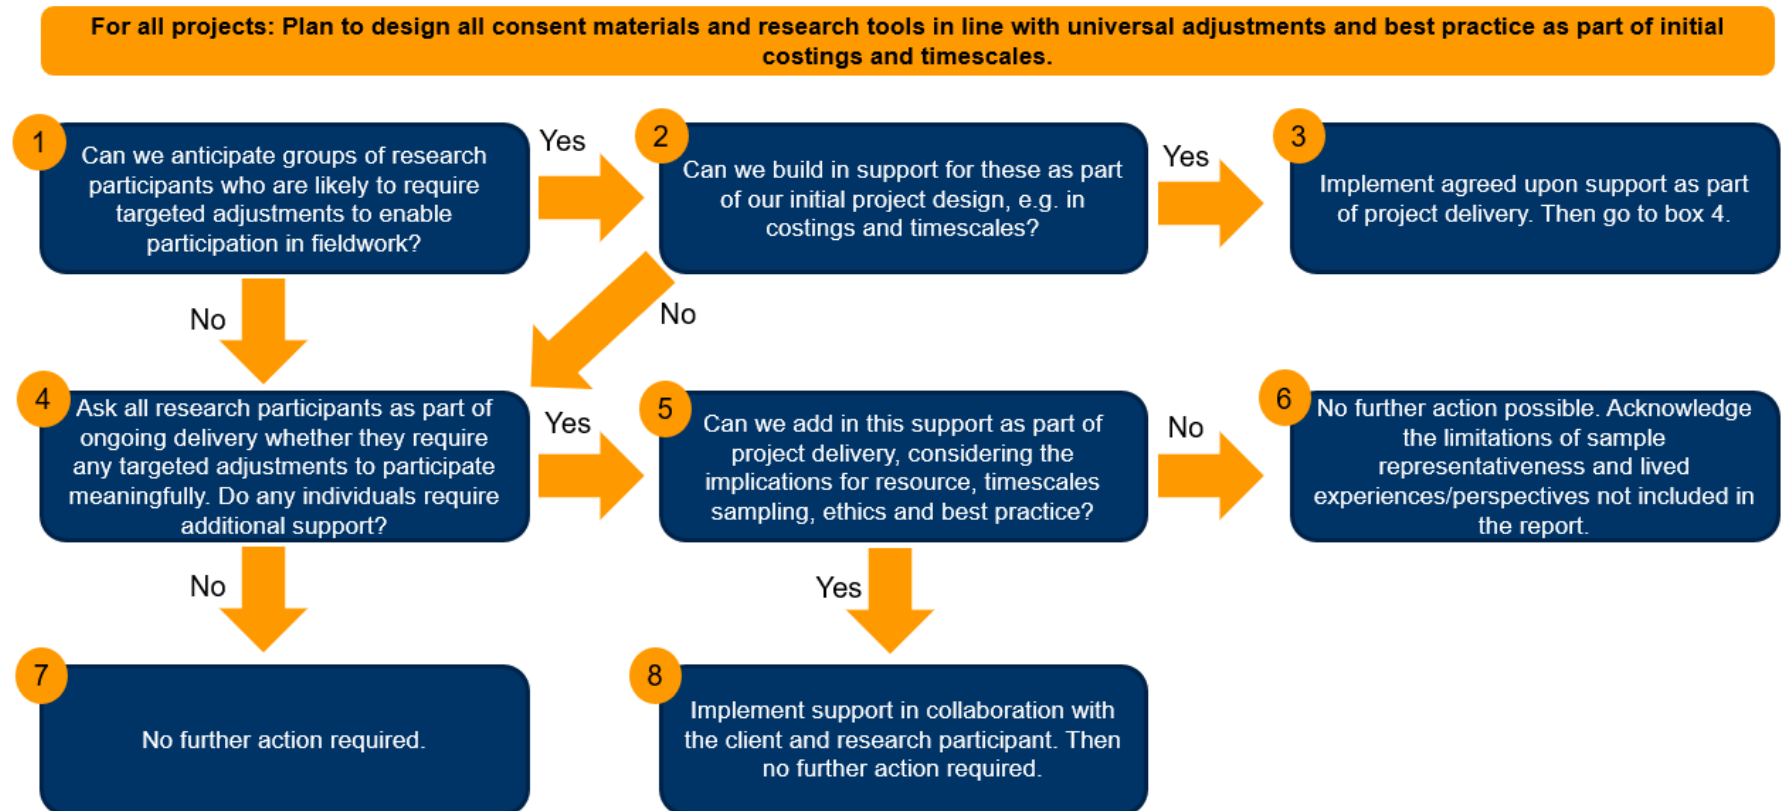 For all projects: Plan to design all consent materials and research tools in line with universal adjustments and best practice as part of initial
costings and timescales.
1
Can we anticipate groups of research
participants who are likely to require
targeted adjustments to enable
participation in fieldwork?
Yes
2
Can we build in support for these as part
of our initial project design, e.g. in
costings and timescales?
Yes
3
Implement agreed upon support as part
of project delivery. Then go to box 4.
No
No
4
Ask all research participants as part of
ongoing delivery whether they require
any targeted adjustments to participate
meaningfully. Do any individuals require
additional support?
Yes
5
Can we add in this support as part of
project delivery, considering the
implications for resource, timescales
sampling, ethics and best practice?
No
6
No further action possible. Acknowledge
the limitations of sample
representativeness and lived
experiences/perspectives not included in
the report.
No
Yes
7
No further action required.
8
Implement support in collaboration with
the client and research participant. Then
no further action required.